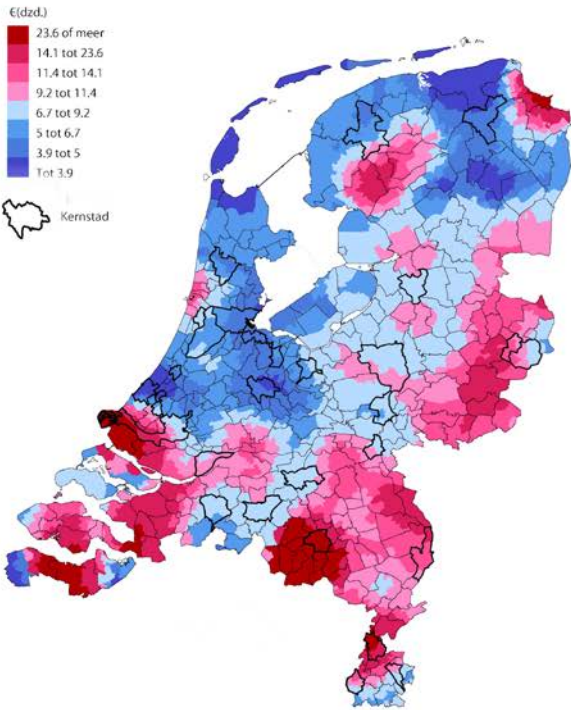 €(dzd.)
23.6 of meer
14.1 tot 23.6
11.4 tot 14.1
9.2 tot 11.4
6.7 tot 9.2
5 tot 6.7
3.9 tot 5
Tot 3.9
Kernstad